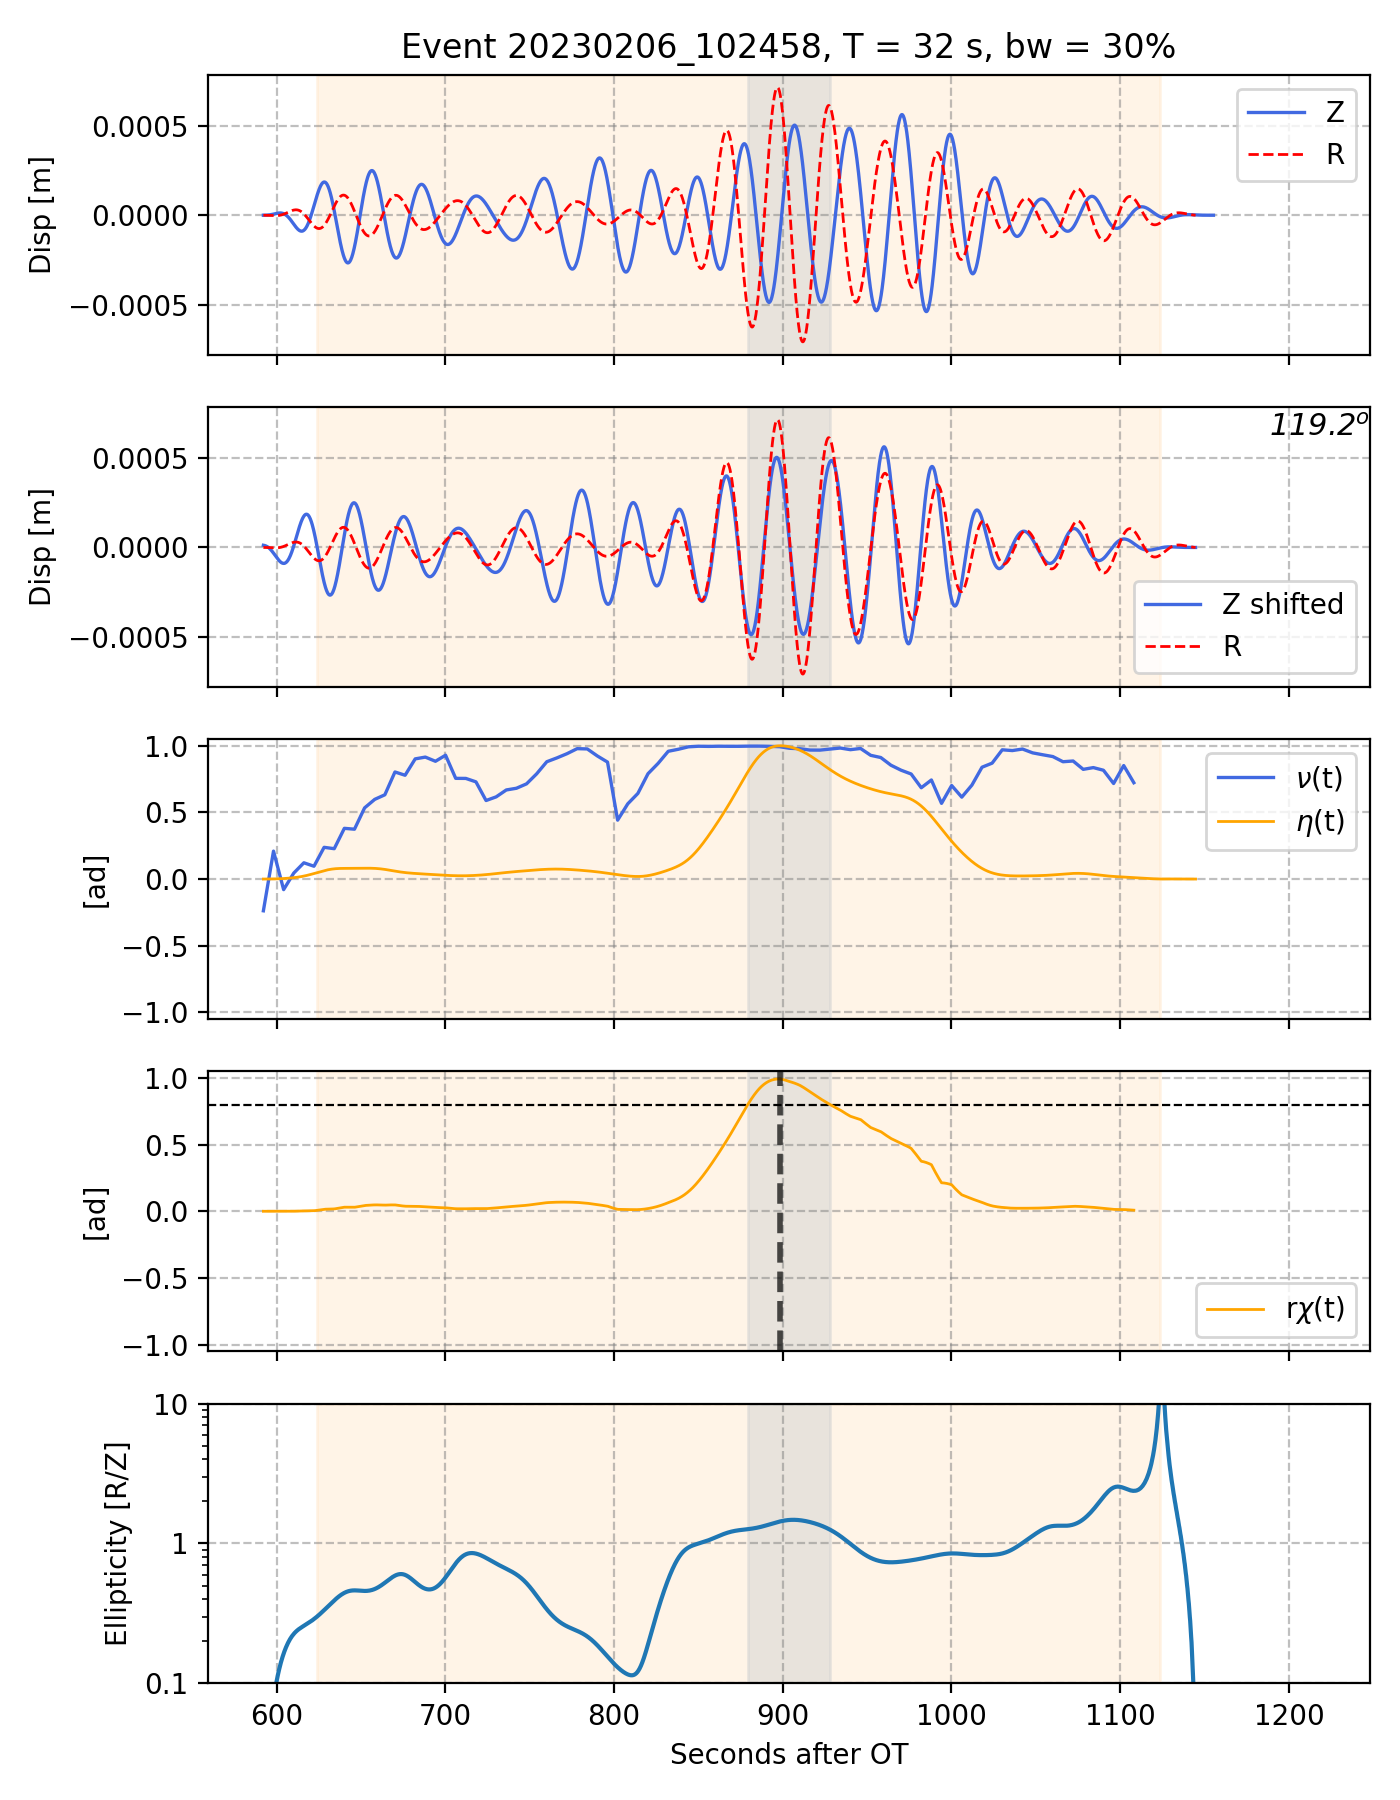 Event 20230206_102458, T = 32 s, bw = 30%
Disp [m]
0.0005
0.0000
−0.0005
Z
R
Disp [m]
0.0005
0.0000
−0.0005
119.2º
Z shifted
R
[ad]
1.0
0.5
0.0
−0.5
−1.0
ν(t)
η(t)
[ad]
1.0
0.5
0.0
−0.5
−1.0
rχ(t)
Ellipticity [R/Z]
10
1
0.1
600 700 800 900 1000 1100 1200
Seconds after OT